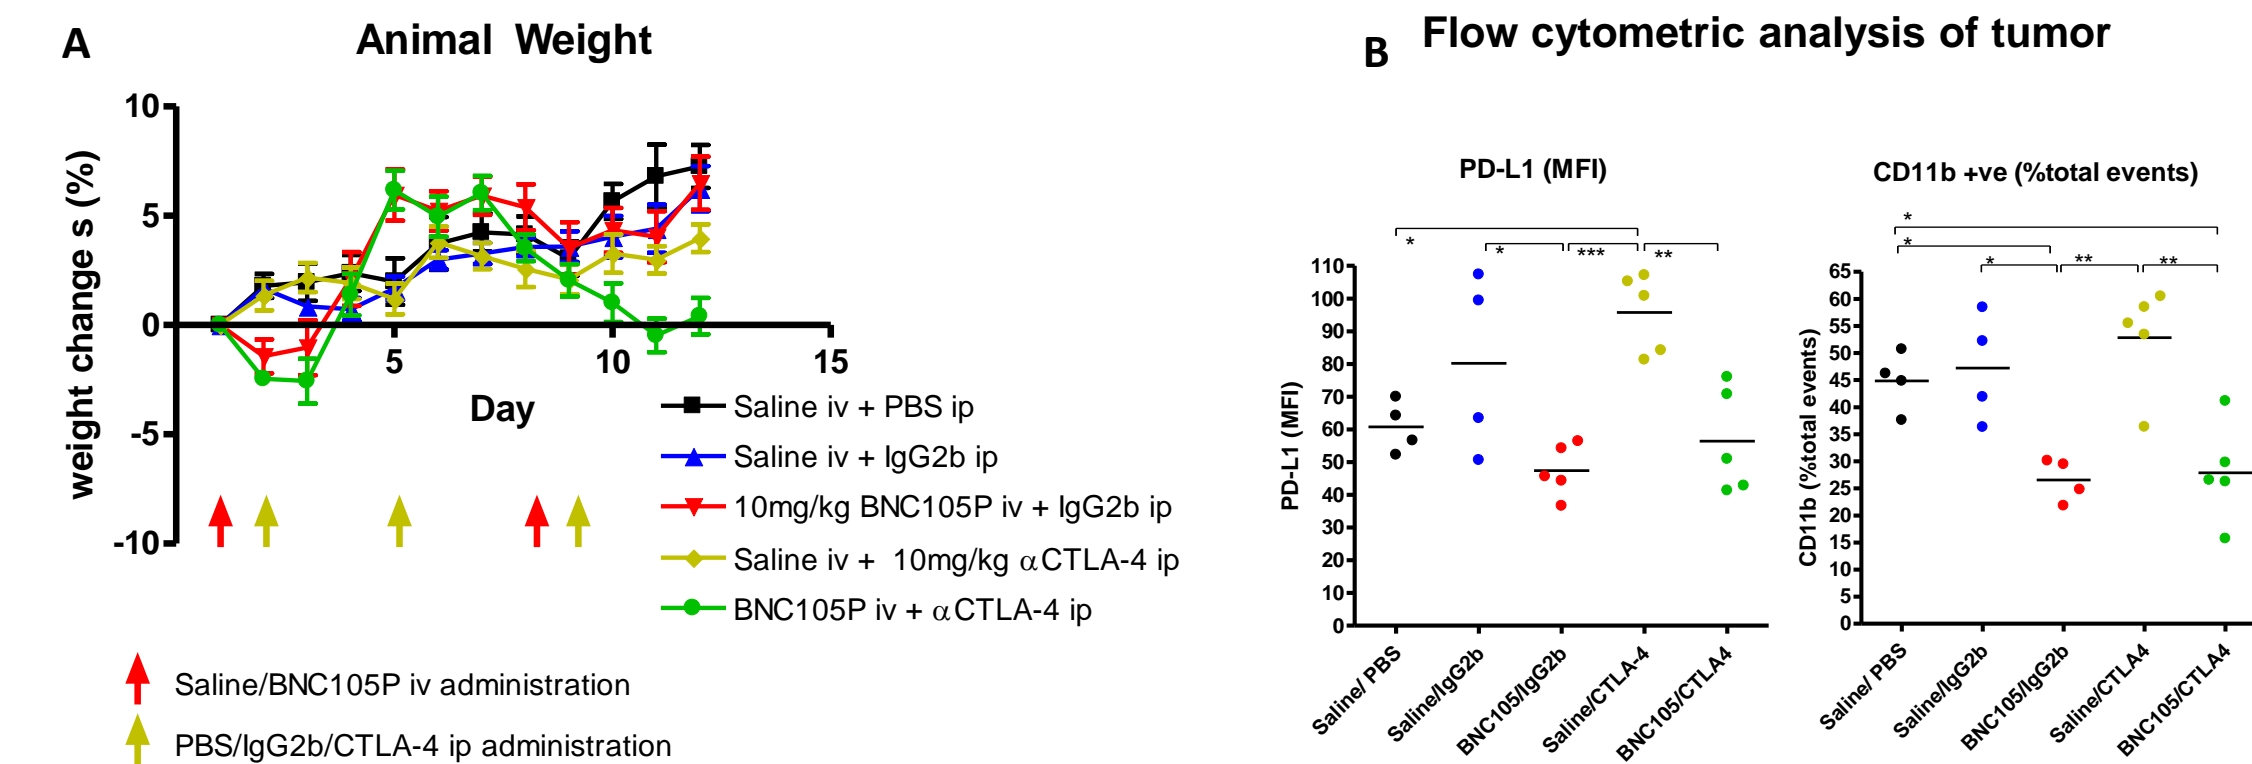 A
Animal Weight
weight change s (%)
10
5
0
-5
-10
5
10
15
Day
Saline iv + PBS ip
Saline iv + IgG2b ip
10mg/kg BNC105P iv + IgG2b ip
Saline iv + 10mg/kg αCTLA-4 ip
BNC105P iv + αCTLA-4 ip
Saline/BNC105P iv administration
PBS/IgG2b/CTLA-4 ip administration
B
Flow cytometric analysis of tumor
PD-L1 (MFI)
*
*
***
**
PD-L1 (MFI)
110
100
90
80
70
60
50
40
30
20
10
0
Saline/ PBS
Saline/IgG2b
BNC105/IgG2b
Saline/CTLA-4
BNC105/CTLA4
CD11b +ve (%total events)
*
*
*
**
**
CD11b (%total events)
65
60
55
50
45
40
35
30
25
20
15
10
5
0
Saline/ PBS
Saline/IgG2b
BNC105/IgG2b
Saline/CTLA4
BNC105/CTLA4